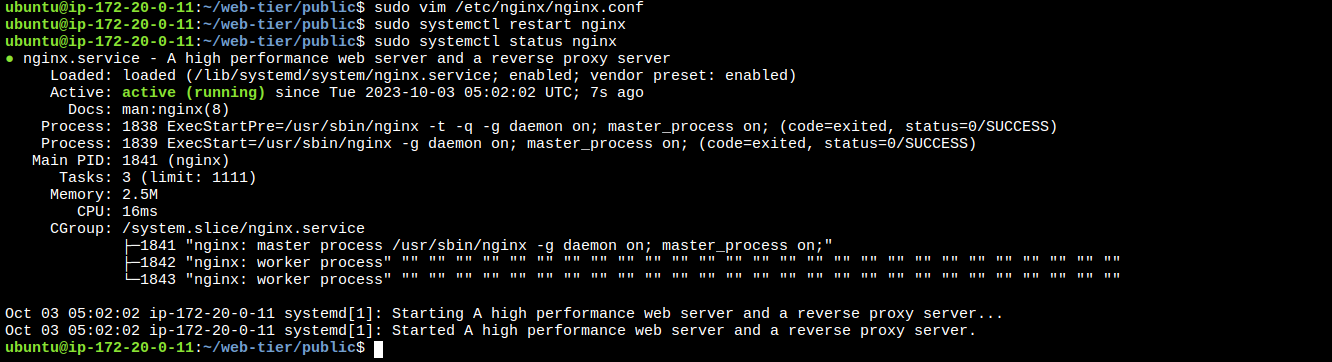 ubuntu@ip-172-20-0-11:~/web-tier/public$ sudo vim /etc/nginx/nginx.conf
ubuntu@ip-172-20-0-11:~/web-tier/public$ sudo systemctl restart nginx
ubuntu@ip-172-20-0-11:~/web-tier/public$ sudo systemctl status nginx
● nginx.service - A high performance web server and a reverse proxy server
     Loaded: loaded (/lib/systemd/system/nginx.service; enabled; vendor preset: enabled)
     Active: active (running) since Tue 2023-10-03 05:02:02 UTC; 7s ago
       Docs: man:nginx(8)
    Process: 1838 ExecStartPre=/usr/sbin/nginx -t -q -g daemon on; master_process on; (code=exited, status=0/SUCCESS)
    Process: 1839 ExecStart=/usr/sbin/nginx -g daemon on; master_process on; (code=exited, status=0/SUCCESS)
   Main PID: 1841 (nginx)
      Tasks: 3 (limit: 1111)
     Memory: 2.5M
        CPU: 16ms
     CGroup: /system.slice/nginx.service
             ├─1841 "nginx: master process /usr/sbin/nginx -g daemon on; master_process on;"
             ├─1842 "nginx: worker process" "" "" "" "" "" "" "" "" "" "" "" "" "" "" "" "" "" "" "" "" "" "" "" "" "" "" ""
             └─1843 "nginx: worker process" "" "" "" "" "" "" "" "" "" "" "" "" "" "" "" "" "" "" "" "" "" "" "" "" "" "" ""

Oct 03 05:02:02 ip-172-20-0-11 systemd[1]: Starting A high performance web server and a reverse proxy server...
Oct 03 05:02:02 ip-172-20-0-11 systemd[1]: Started A high performance web server and a reverse proxy server.
ubuntu@ip-172-20-0-11:~/web-tier/public$